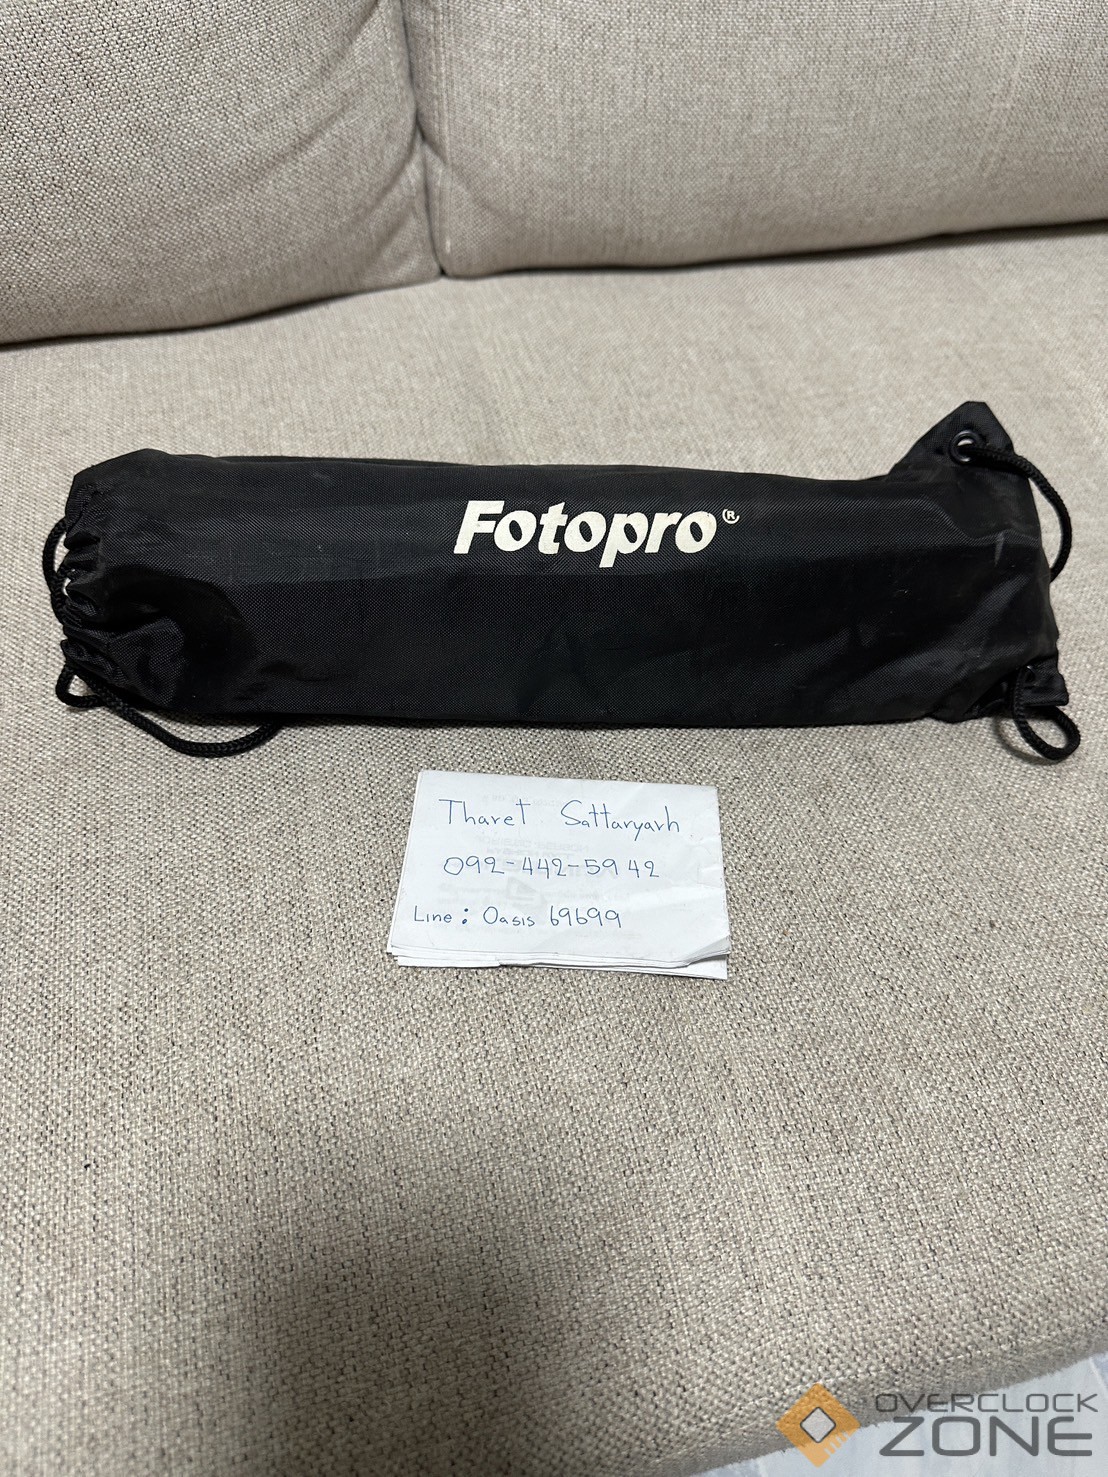 Fotopro®
Tharet Sattaryarh
092-442-5942
Line: Oasis 69699
OVERCLOCK
ZONE